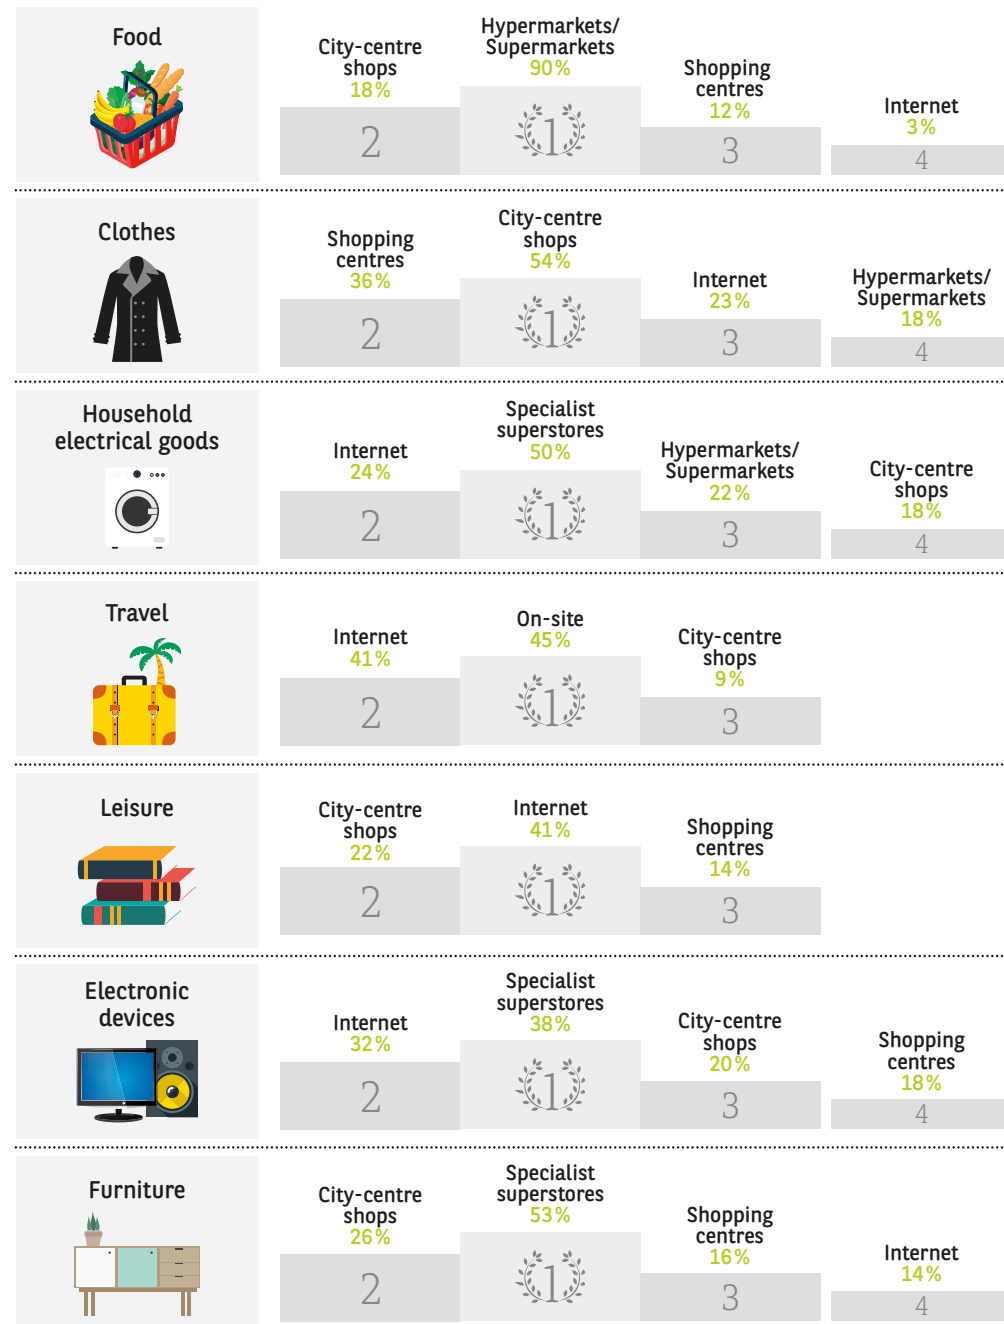 Food
City-centre
shops
18%
2
Hypermarkets/
Supermarkets
90%
1
Shopping
centres
12%
3
Internet
3%
4
Clothes
Shopping
centres
36%
2
City-centre
shops
54%
1
Internet
23%
3
Hypermarkets/
Supermarkets
18%
4
Household
electrical goods
Internet
24%
2
Specialist
superstores
50%
1
Hypermarkets/
Supermarkets
22%
3
City-centre
shops
18%
4
Travel
Internet
41%
2
On-site
45%
1
City-centre
shops
9%
3
Leisure
City-centre
shops
22%
2
Internet
41%
1
Shopping
centres
14%
3
Electronic
devices
Internet
32%
2
Specialist
superstores
38%
1
City-centre
shops
20%
3
Shopping
centres
18%
4
Furniture
City-centre
shops
26%
2
Specialist
superstores
53%
1
Shopping
centres
16%
3
Internet
14%
4